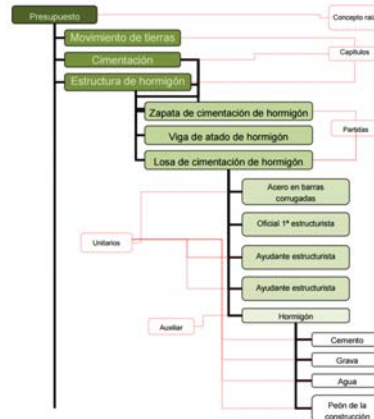 Presupuesto
Concepto raíz
Movimiento de tierras
Capítulos
Cimentación
Estructura de hormigón
Zapata de cimentación de hormigón
Partidas
Viga de atado de hormigón
Losa de cimentación de hormigón
Acero en barras
corrugadas
Oficial 1ª estructurista
Unitarios
Ayudante estructurista
Ayudante estructurista
Auxiliar
Hormigón
Cemento
Grava
Agua
Peón de la
construcción